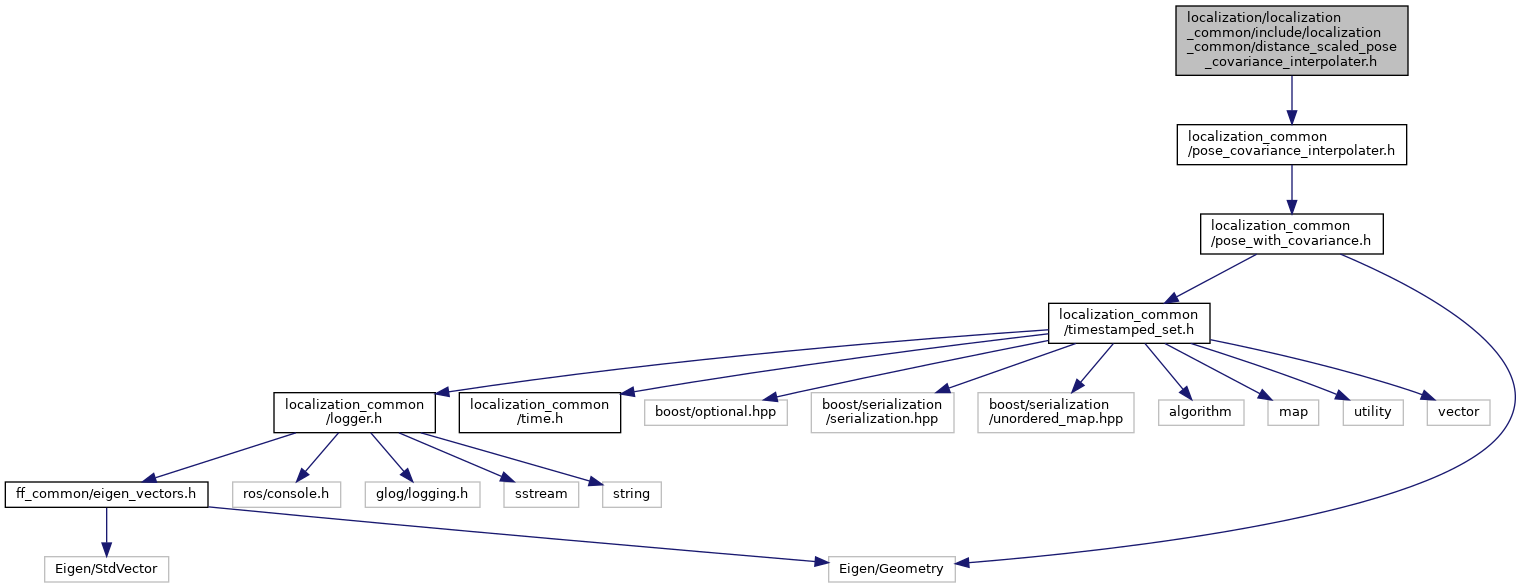 localization/localization
_common/include/localization
_common/distance_scaled_pose
_covariance_interpolater.h
localization_common
/pose_covariance_interpolater.h
localization_common
/pose_with_covariance.h
localization_common
/timestamped_set.h
localization_common
/logger.h
localization_common
/time.h
boost/optional.hpp
boost/serialization
/serialization.hpp
boost/serialization
/unordered_map.hpp
algorithm
map
utility
vector
ff_common/eigen_vectors.h
ros/console.h
glog/logging.h
sstream
string
Eigen/StdVector
Eigen/Geometry